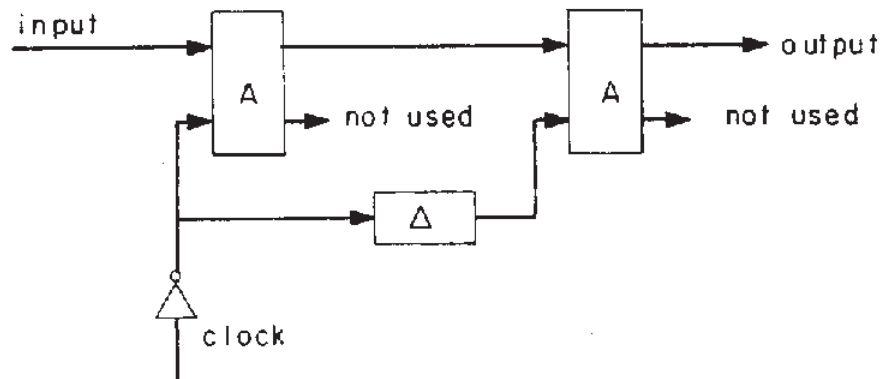 input
output
A
A
not used
not used
Δ
clock